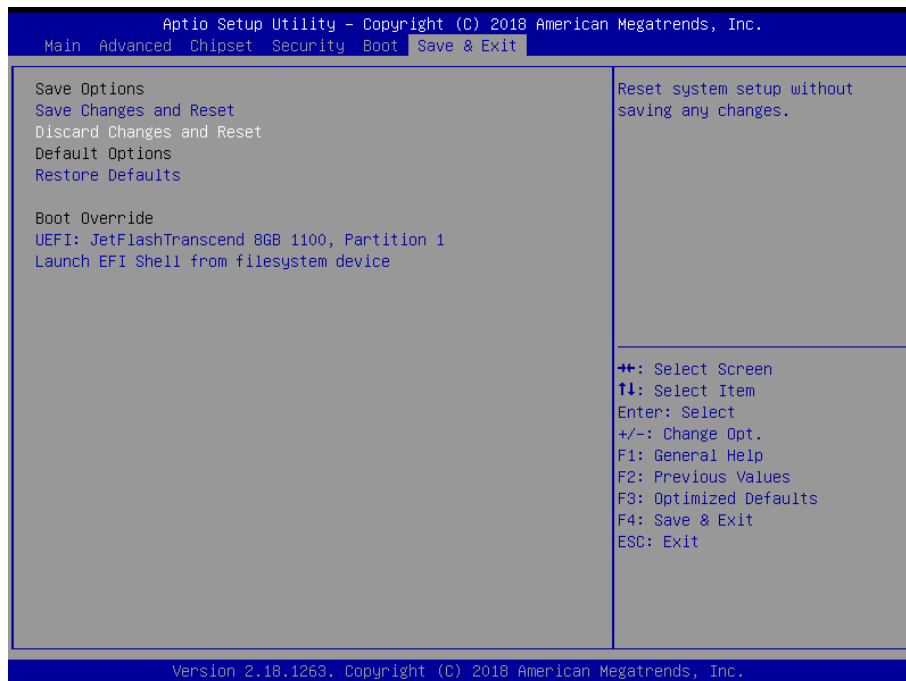 Aptio Setup Utility – Copyright (C) 2018 American Megatrends, Inc.
Main Advanced Chipset Security Boot Save & Exit
Save Options
Save Changes and Reset
Discard Changes and Reset
Default Options
Restore Defaults
Boot Override
UEFI: JetFlashTranscend 8GB 1100, Partition 1
Launch EFI Shell from filesystem device
Reset system setup without
saving any changes.
→←: Select Screen
↑↓: Select Item
Enter: Select
+/-: Change Opt.
F1: General Help
F2: Previous Values
F3: Optimized Defaults
F4: Save & Exit
ESC: Exit
Version 2.18.1263. Copyright (C) 2018 American Megatrends, Inc.